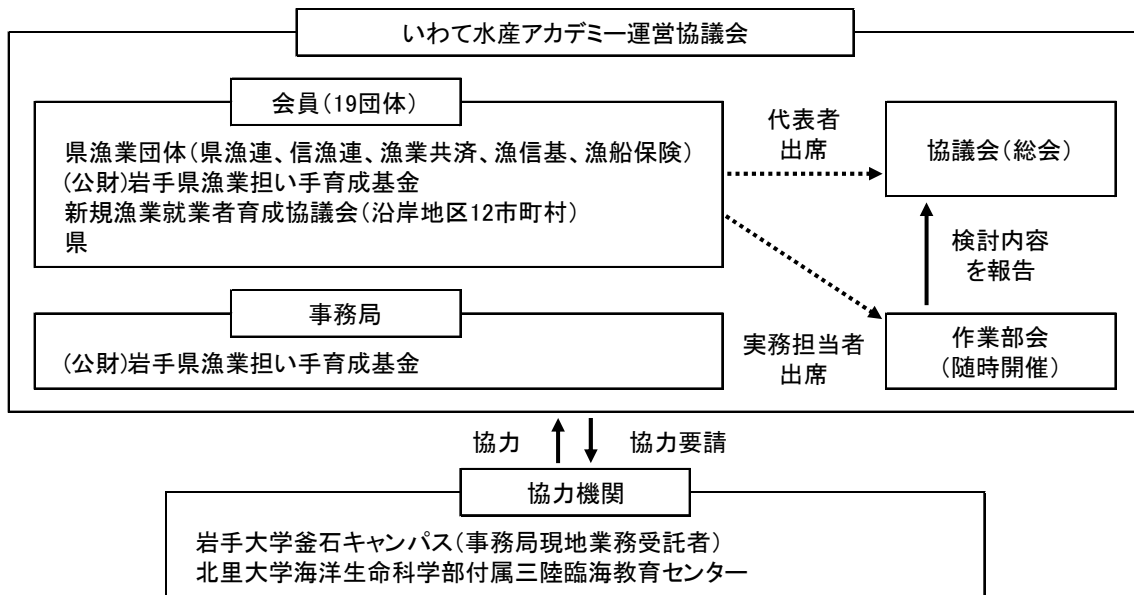 いわて水産アカデミー運営協議会
会員(19団体)
県漁業団体(県漁連、信漁連、漁業共済、漁信基、漁船保険)
(公財)岩手県漁業担い手育成基金
新規漁業就業者育成協議会(沿岸地区12市町村)
県
代表者
出席
協議会(総会)
検討内容
を報告
事務局
(公財)岩手県漁業担い手育成基金
実務担当者
出席
作業部会
(随時開催)
協力
協力要請
協力機関
岩手大学釜石キャンパス(事務局現地業務受託者)
北里大学海洋生命科学部付属三陸臨海教育センター